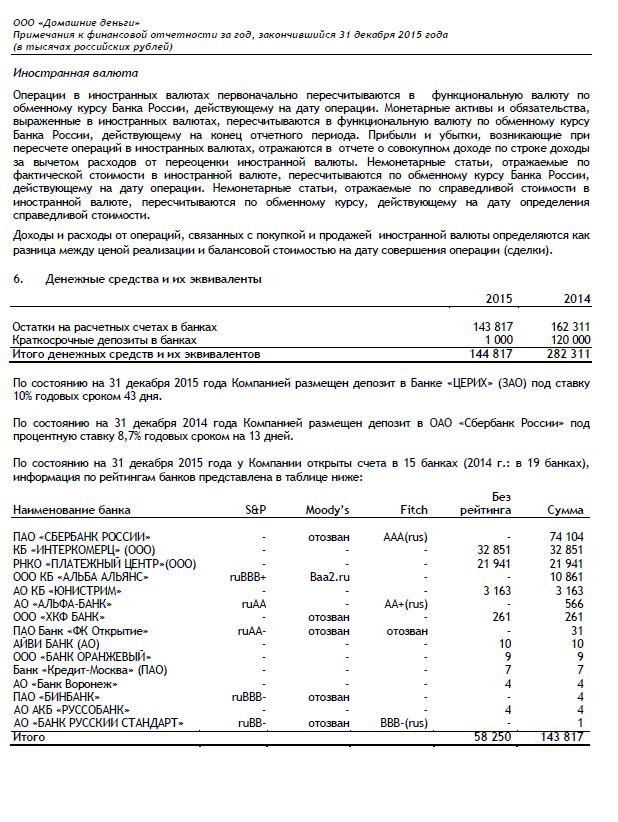 ООО «Домашние деньги»
Примечания к финансовой отчетности за год, закончившийся 31 декабря 2015 года
(в тысячах российских рублей)
Иностранная валюта
Операции в иностранных валютах первоначально пересчитываются в функциональную валюту по
обменному курсу Банка России, действующему на дату операции. Монетарные активы и обязательства,
выраженные в иностранных валютах, пересчитываются в функциональную валюту по обменному курсу
Банка России, действующему на конец отчетного периода. Прибыли и убытки, возникающие при
пересчете операций в иностранных валютах, отражаются в отчете о совокупном доходе по строке доходы
за вычетом расходов от переоценки иностранной валюты. Немонетарные статьи, отражаемые по
фактической стоимости в иностранной валюте, пересчитываются по обменному курсу Банка России,
действующему на дату операции. Немонетарные статьи, отражаемые по справедливой стоимости в
иностранной валюте, пересчитываются по обменному курсу, действующему на дату определения
справедливой стоимости.
Доходы и расходы от операций, связанных с покупкой и продажей иностранной валюты определяются как
разница между ценой реализации и балансовой стоимостью на дату совершения операции (сделки).
6. Денежные средства и их эквиваленты
2015 2014
Остатки на расчетных счетах в банках 143 817 162 311
Краткосрочные депозиты в банках 1 000 120 000
Итого денежных средств и их эквивалентов 144 817 282 311
По состоянию на 31 декабря 2015 года Компанией размещен депозит в Банке «ЦЕРИХ» (ЗАО) под ставку
10% годовых сроком 43 дня.
По состоянию на 31 декабря 2014 года Компанией размещен депозит в ОАО «Сбербанк России» под
процентную ставку 8,7% годовых сроком на 13 дней.
По состоянию на 31 декабря 2015 года у Компании открыты счета в 15 банках (2014 г.: в 19 банках),
информация по рейтингам банков представлена в таблице ниже:
Наименование банка S&P Moody's Fitch Без рейтинга Сумма
ПАО «СБЕРБАНК РОССИИ» - отозван AAA(rus) - 74 104
КБ «ИНТЕРКОМЕРЦ» (ООО) - - - 32 851 32 851
РНКО «ПЛАТЕЖНЫЙ ЦЕНТР»(ООО) - - - 21 941 21 941
ООО КБ «АЛЬБА АЛЬЯНС» ruBBB+ Baa2.ru - - 10 861
АО КБ «ЮНИСТРИМ» - - - 3 163 3 163
АО «АЛЬФА-БАНК» ruAA - AA+(rus) - 566
ООО «ХКФ БАНК» - отозван - 261 261
ПАО Банк «ФК Открытие» ruAA- отозван отозван - 31
АЙВИ БАНК (АО) - - - 10 10
ООО «БАНК ОРАНЖЕВЫЙ» - - - 9 9
Банк «Кредит-Москва» (ПАО) - - - 7 7
АО «Банк Воронеж» - - - 4 4
ПАО «БИНБАНК» ruBBB- отозван - - 4
АО АКБ «РУССОБАНК» - - - 4 4
АО «БАНК РУССКИЙ СТАНДАРТ» ruBB- отозван BBB-(rus) - 1
Итого 58 250 143 817